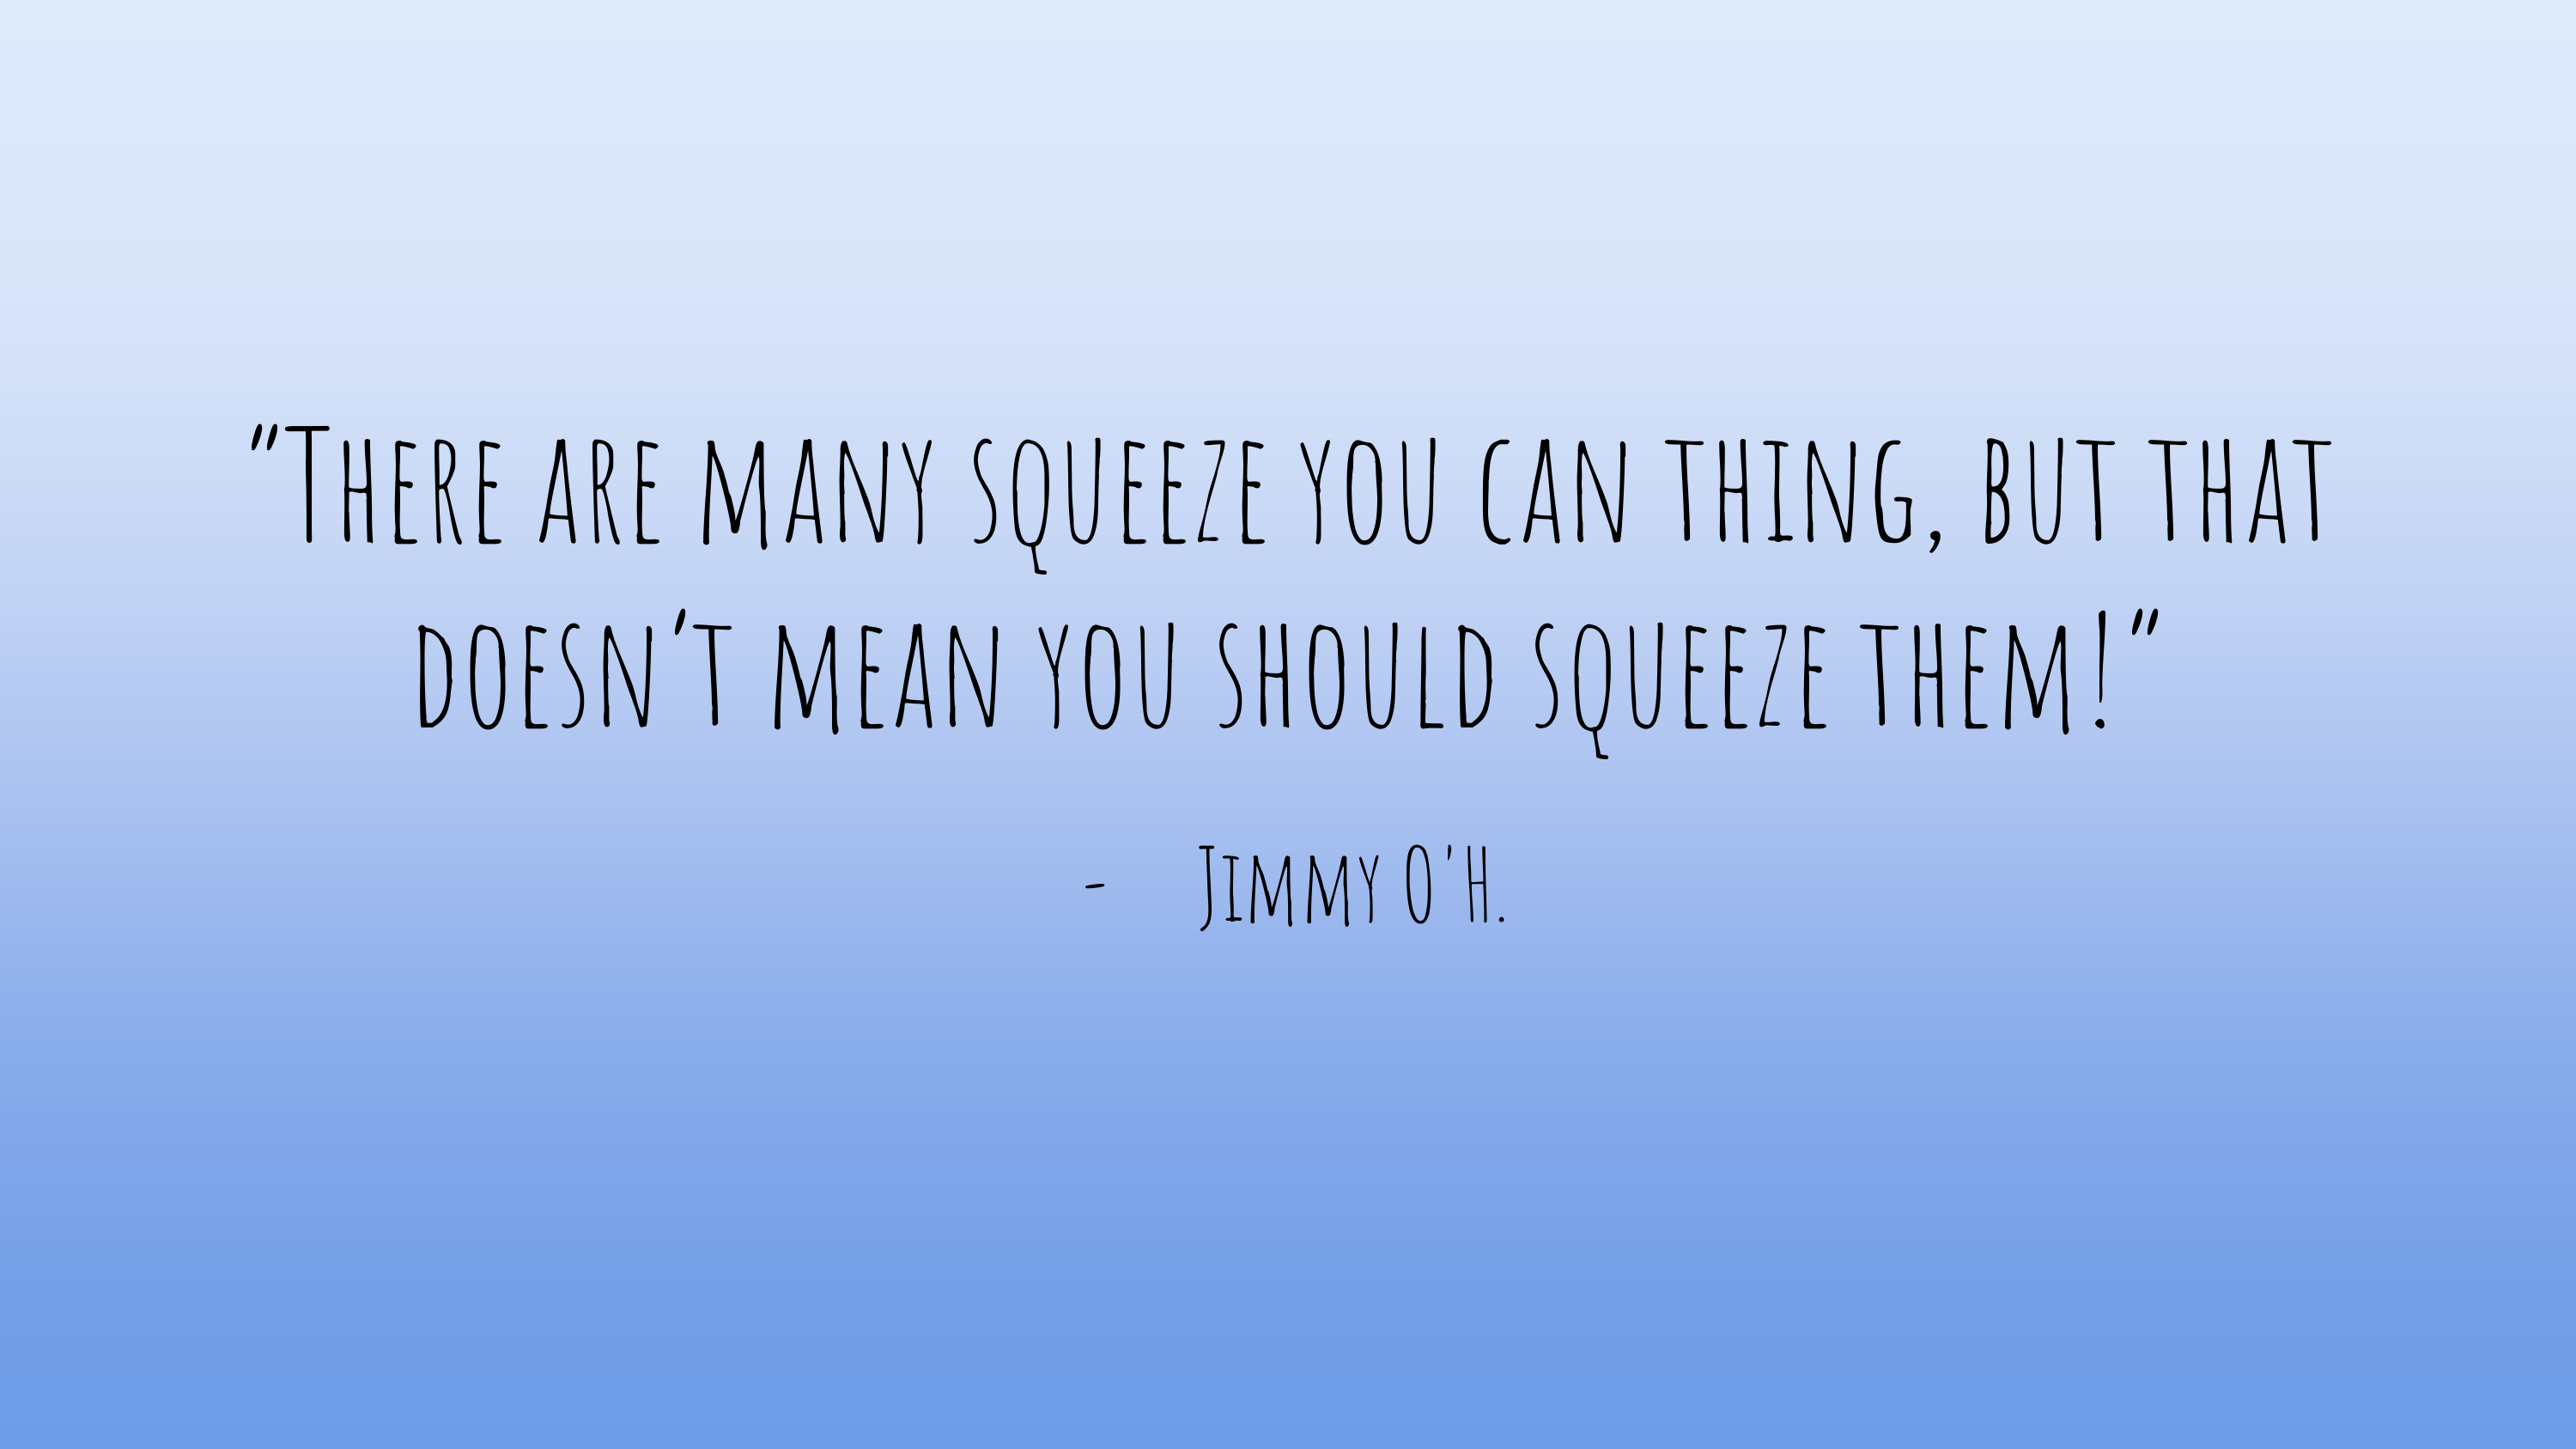 "There are many squeeze you can thing, but that
doesn't mean you should squeeze them!"
- Jimmy O'H.